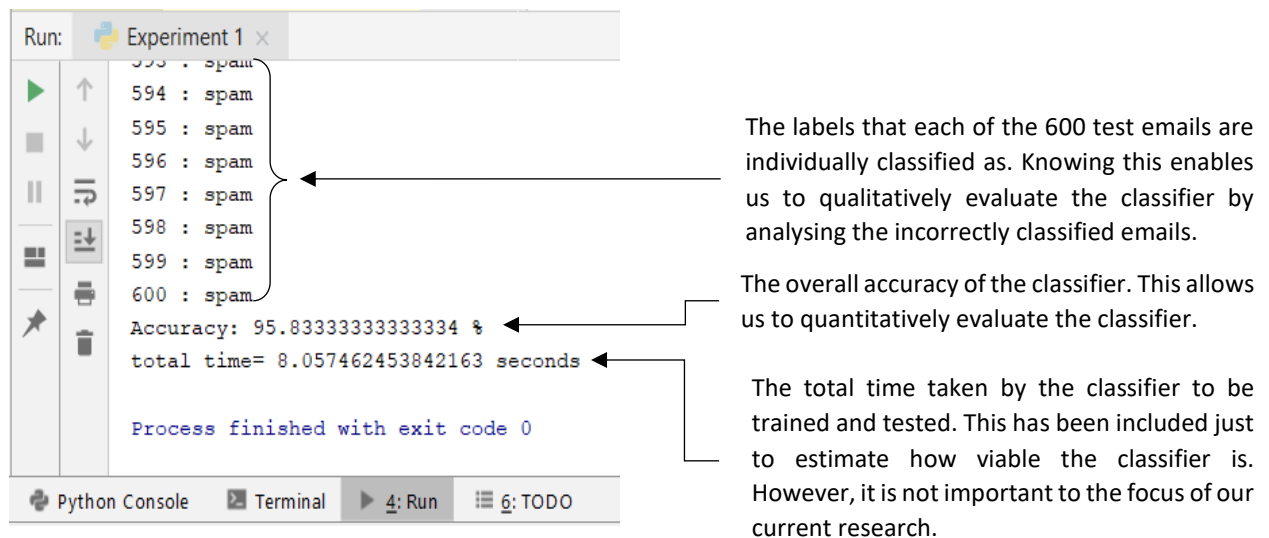 Run: Experiment 1
593 : spam
594 : spam
595 : spam
596 : spam
597 : spam
598 : spam
599 : spam
600 : spam
Accuracy: 95.83333333333334 %
total time= 8.057462453842163 seconds
Process finished with exit code 0
Python Console Terminal 4: Run 6: TODO
The labels that each of the 600 test emails are
individually classified as. Knowing this enables
us to qualitatively evaluate the classifier by
analysing the incorrectly classified emails.
The overall accuracy of the classifier. This allows
us to quantitatively evaluate the classifier.
The total time taken by the classifier to be
trained and tested. This has been included just
to estimate how viable the classifier is.
However, it is not important to the focus of our
current research.